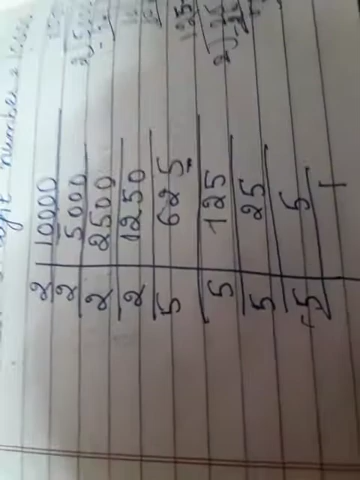 git number = 10000
2 | 10000
2 | 5000
2 | 2500
2 | 1250
5 | 625
5 | 125
5 | 25
5 | 5
1